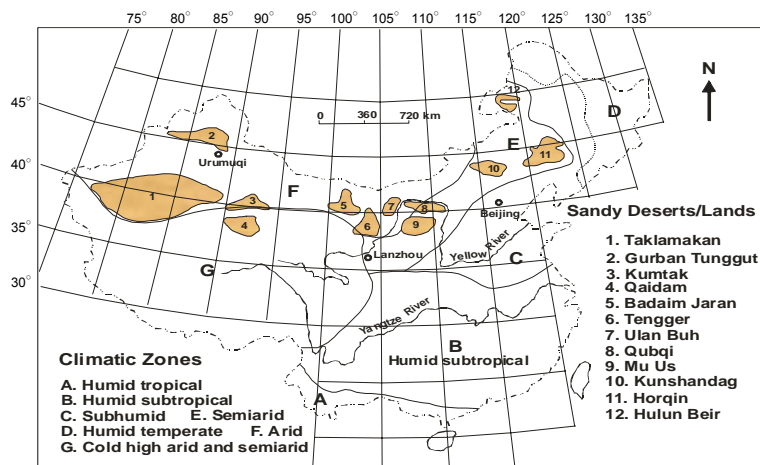 75° 80° 85° 90° 95° 100° 105° 110° 115° 120° 125° 130° 135°
45°
40°
35°
30°
N
0 360 720 km
Urumuqi
Lanzhou
Beijing
Yellow River
Yangtze River
1
2
3
4
5
6
7
8
9
10
11
12
D
E
F
G
C
B
Humid subtropical
A
Climatic Zones
A. Humid tropical
B. Humid subtropical
C. Subhumid E. Semiarid
D. Humid temperate F. Arid
G. Cold high arid and semiarid
Sandy Deserts/Lands
1. Taklamakan
2. Gurban Tunggut
3. Kumtak
4. Qaidam
5. Badaim Jaran
6. Tengger
7. Ulan Buh
8. Qubqi
9. Mu Us
10. Kunshandag
11. Horqin
12. Hulun Beir